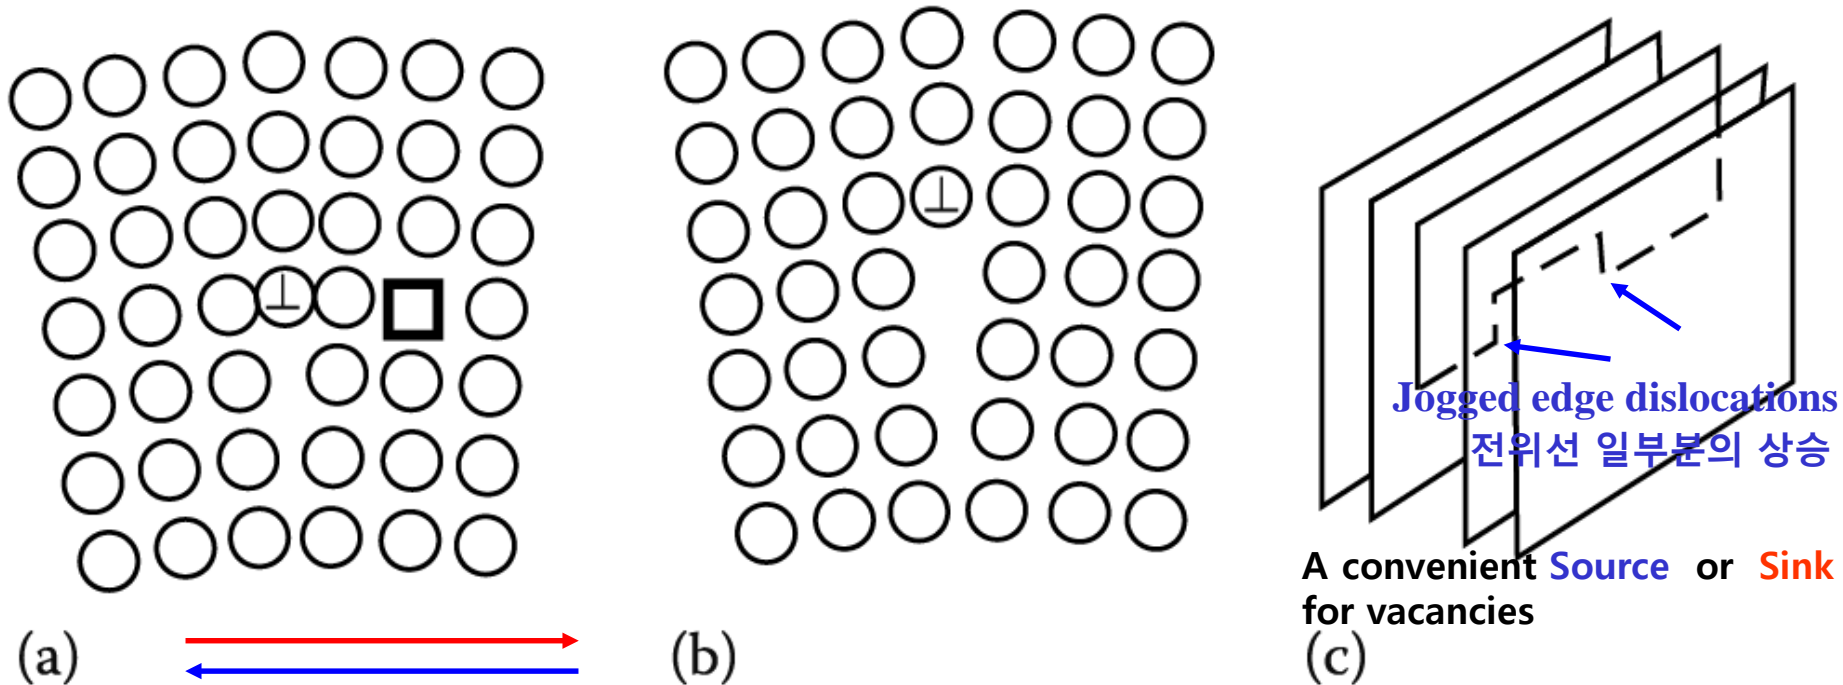 Jogged edge dislocations
전위선 일부분의 상승
A convenient Source or Sink
for vacancies
(a)
(b)
(c)